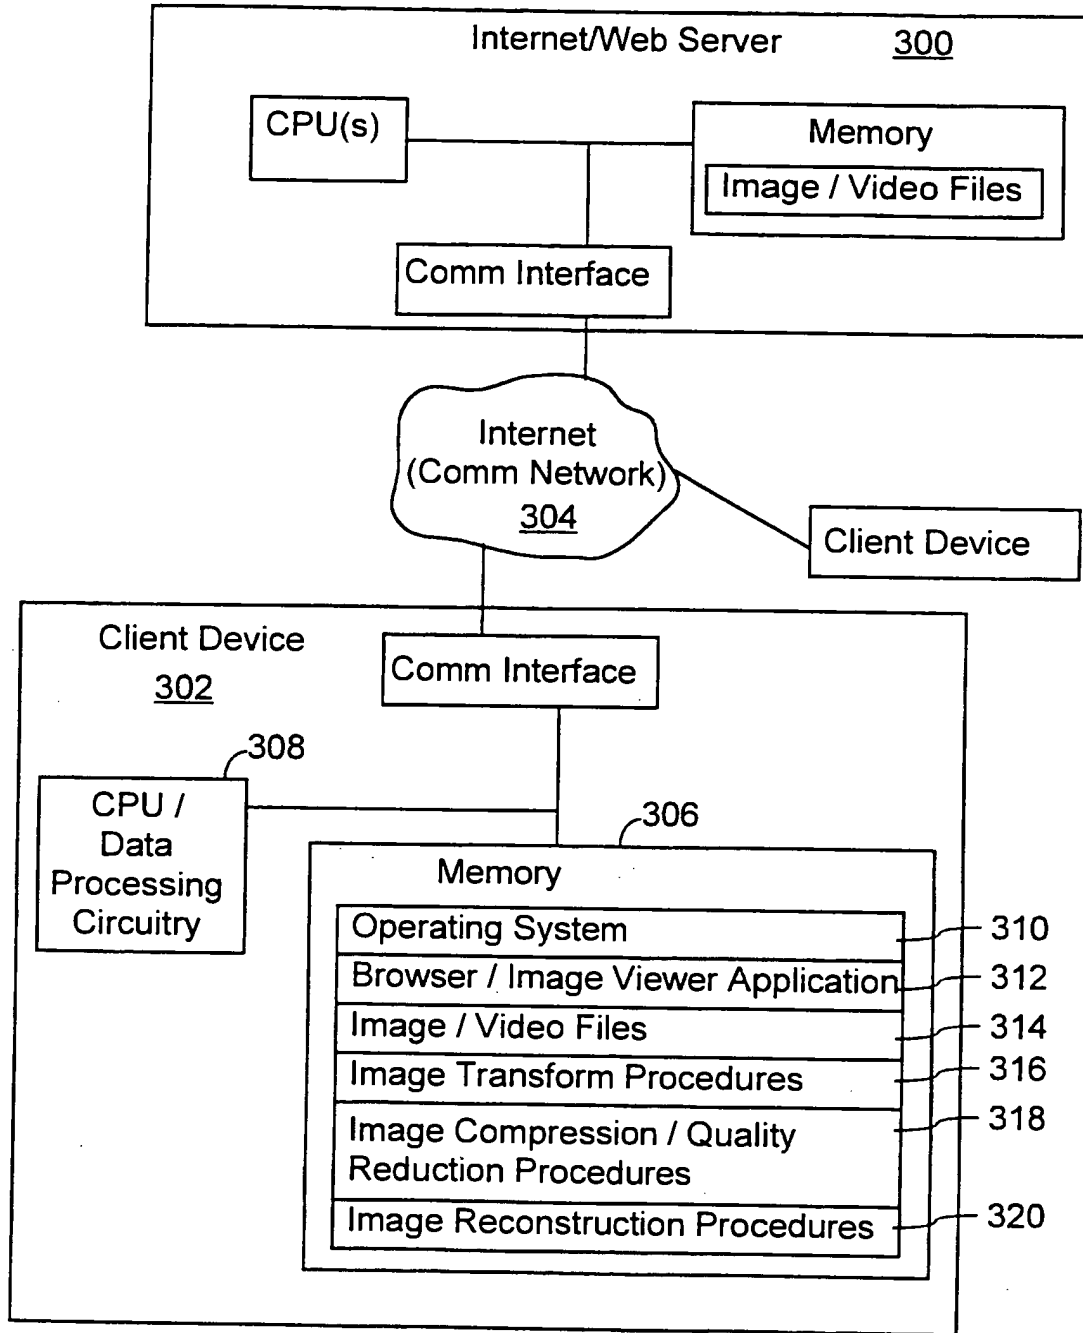 Internet/Web Server 300
CPU(s)
Memory
Image / Video Files
Comm Interface
Internet
(Comm Network)
304
Client Device
Client Device
302
Comm Interface
308
CPU /
Data
Processing
Circuitry
306
Memory
Operating System 310
Browser / Image Viewer Application 312
Image / Video Files 314
Image Transform Procedures 316
Image Compression / Quality
Reduction Procedures 318
Image Reconstruction Procedures 320